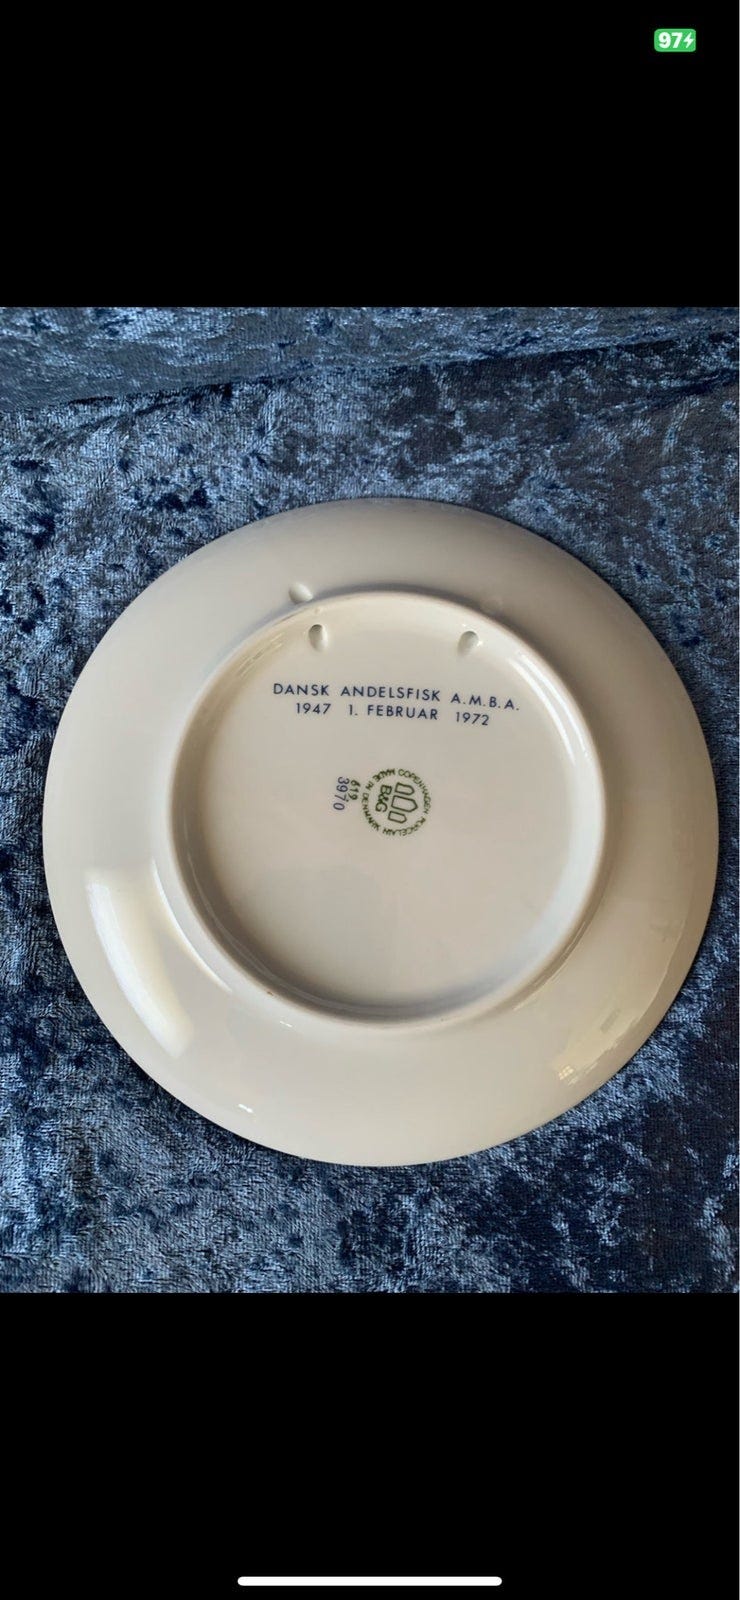 97
DANSK ANDELSFISK A.M.B.A.
1947 1. FEBRUAR 1972
COPENHAGEN PORCELAIN MADE IN DENMARK
B&G
619
3970